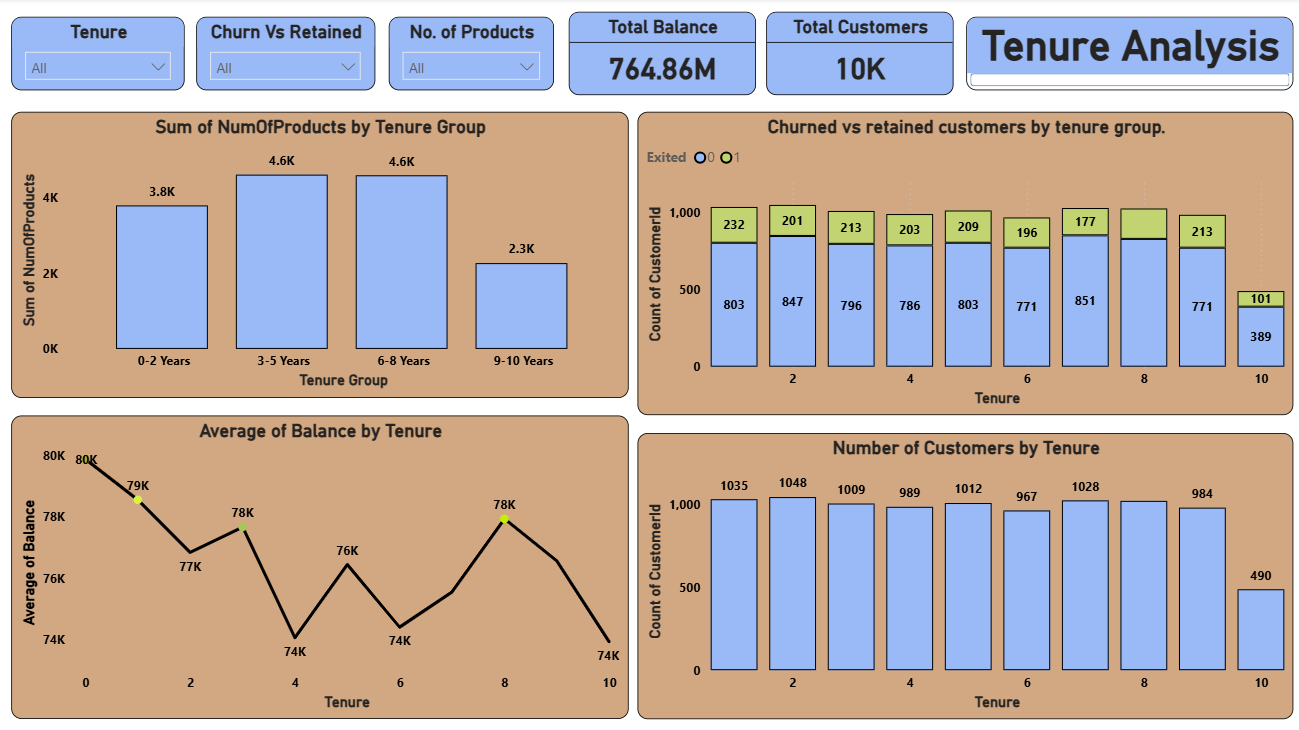 Tenure
All
Churn Vs Retained
All
No. of Products
All
Total Balance
764.86M
Total Customers
10K
Tenure Analysis
Sum of NumOfProducts by Tenure Group
Sum of NumOfProducts
4K
2K
0K
3.8K
4.6K
4.6K
2.3K
0-2 Years
3-5 Years
6-8 Years
9-10 Years
Tenure Group
Churned vs retained customers by tenure group.
Exited 0 1
Count of CustomerId
1,000
500
0
232
201
213
203
209
196
177
213
101
803
847
796
786
803
771
851
771
389
2 4 6 8 10
Tenure
Average of Balance by Tenure
Average of Balance
80K
78K
76K
74K
80K
79K
77K
78K
74K
76K
74K
78K
74K
0 2 4 6 8 10
Tenure
Number of Customers by Tenure
Count of CustomerId
1,000
500
0
1035
1048
1009
989
1012
967
1028
984
490
2 4 6 8 10
Tenure